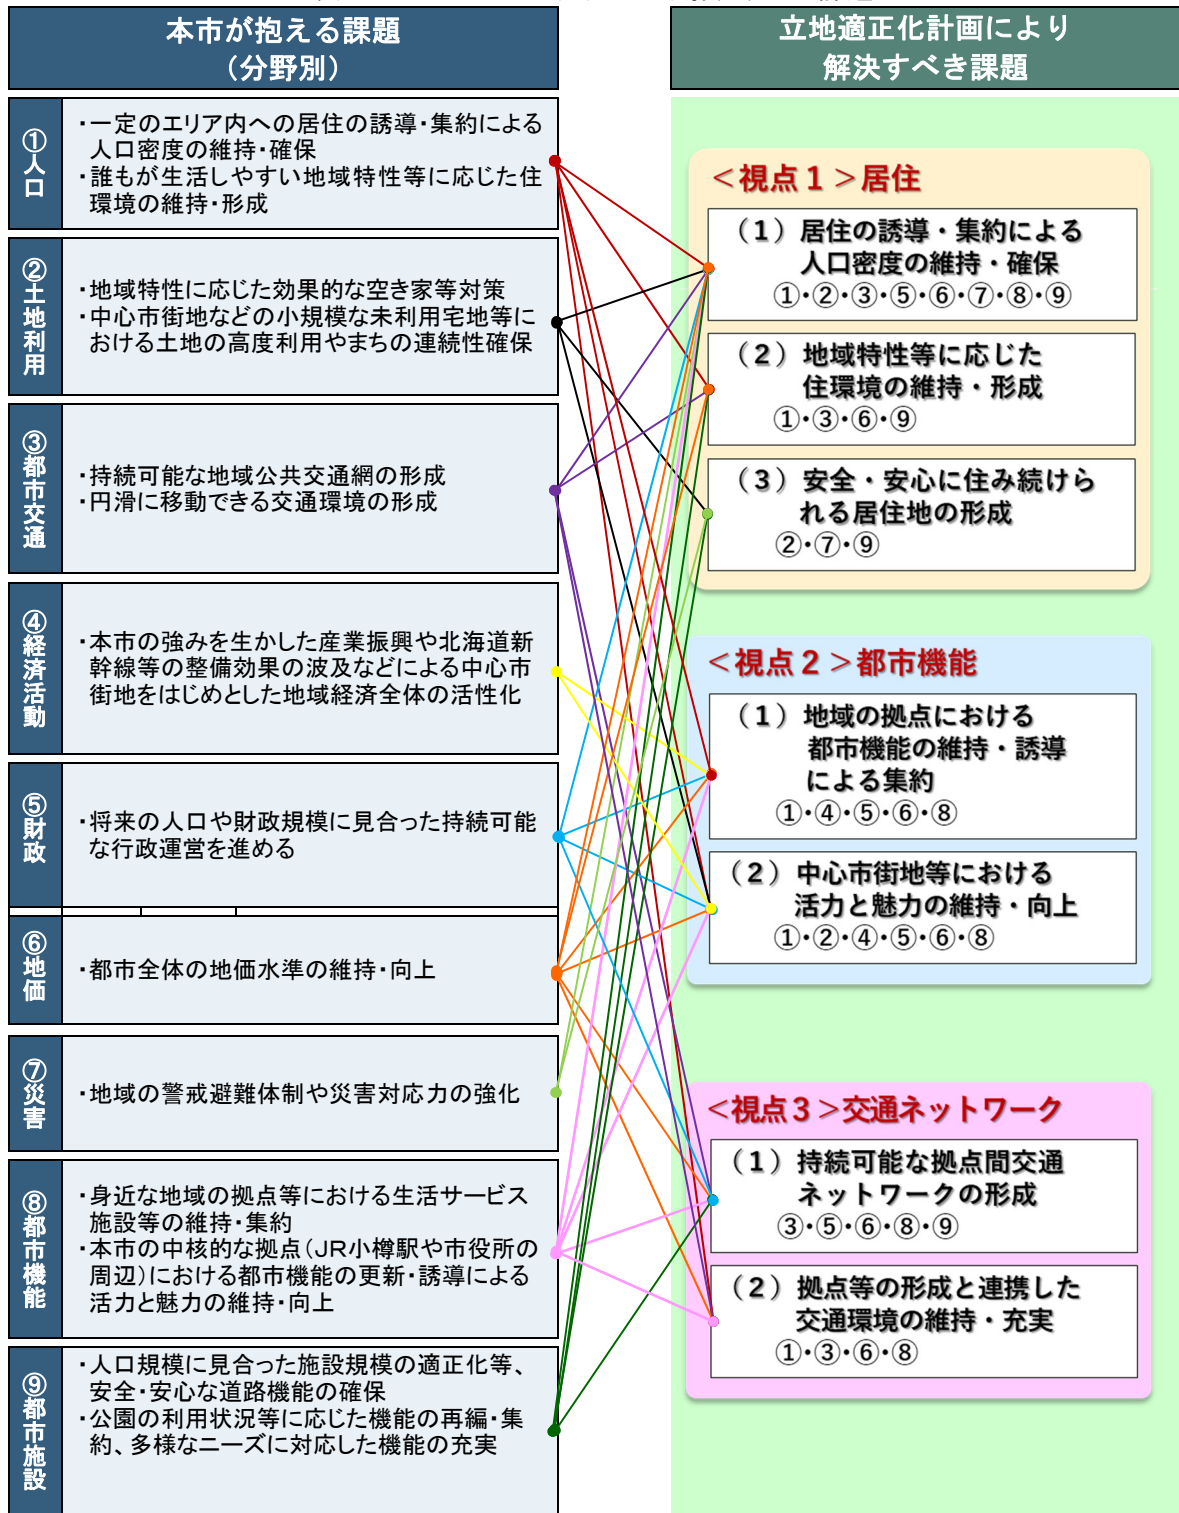 本市が抱える課題
（分野別）
①人口
・一定のエリア内への居住の誘導・集約による
人口密度の維持・確保
・誰もが生活しやすい地域特性等に応じた住
環境の維持・形成
②土地利用
・地域特性に応じた効果的な空き家等対策
・中心市街地などの小規模な未利用宅地等に
おける土地の高度利用やまちの連続性確保
③都市交通
・持続可能な地域公共交通網の形成
・円滑に移動できる交通環境の形成
④経済活動
・本市の強みを生かした産業振興や北海道新
幹線等の整備効果の波及などによる中心市
街地をはじめとした地域経済全体の活性化
⑤財政
・将来の人口や財政規模に見合った持続可能
な行政運営を進める
⑥地価
・都市全体の地価水準の維持・向上
⑦災害
・地域の警戒避難体制や災害対応力の強化
⑧都市機能
・身近な地域の拠点等における生活サービス
施設等の維持・集約
・本市の中核的な拠点（JR小樽駅や市役所の
周辺）における都市機能の更新・誘導による
活力と魅力の維持・向上
⑨都市施設
・人口規模に見合った施設規模の適正化等、
安全・安心な道路機能の確保
・公園の利用状況等に応じた機能の再編・集
約、多様なニーズに対応した機能の充実
立地適正化計画により
解決すべき課題
＜視点１＞居住
（１）居住の誘導・集約による
人口密度の維持・確保
①・②・③・⑤・⑥・⑦・⑧・⑨
（２）地域特性等に応じた
住環境の維持・形成
①・③・⑥・⑨
（３）安全・安心に住み続けら
れる居住地の形成
②・⑦・⑨
＜視点２＞都市機能
（１）地域の拠点における
都市機能の維持・誘導
による集約
①・④・⑤・⑥・⑧
（２）中心市街地等における
活力と魅力の維持・向上
①・②・④・⑤・⑥・⑧
＜視点３＞交通ネットワーク
（１）持続可能な拠点間交通
ネットワークの形成
③・⑤・⑥・⑧・⑨
（２）拠点等の形成と連携した
交通環境の維持・充実
①・③・⑥・⑧